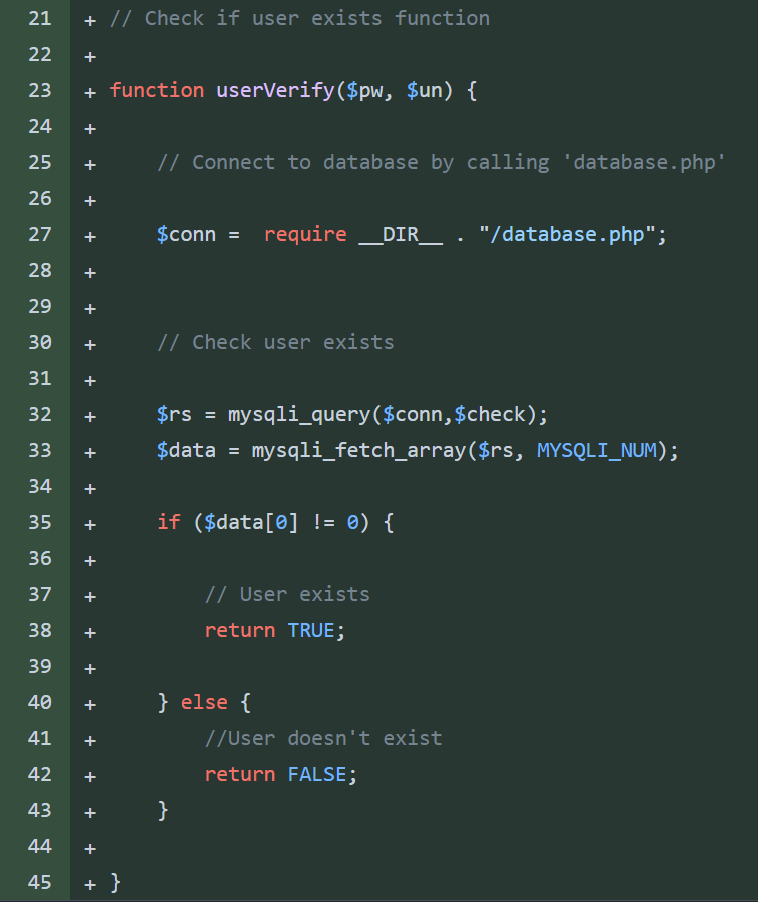 21 + // Check if user exists function
22 +
23 + function userVerify($pw, $un) {
24 +
25 +     // Connect to database by calling 'database.php'
26 +
27 +     $conn =  require __DIR__ . "/database.php";
28 +
29 +
30 +     // Check user exists
31 +
32 +     $rs = mysqli_query($conn,$check);
33 +     $data = mysqli_fetch_array($rs, MYSQLI_NUM);
34 +
35 +     if ($data[0] != 0) {
36 +
37 +         // User exists
38 +         return TRUE;
39 +
40 +     } else {
41 +         //User doesn't exist
42 +         return FALSE;
43 +     }
44 +
45 + }